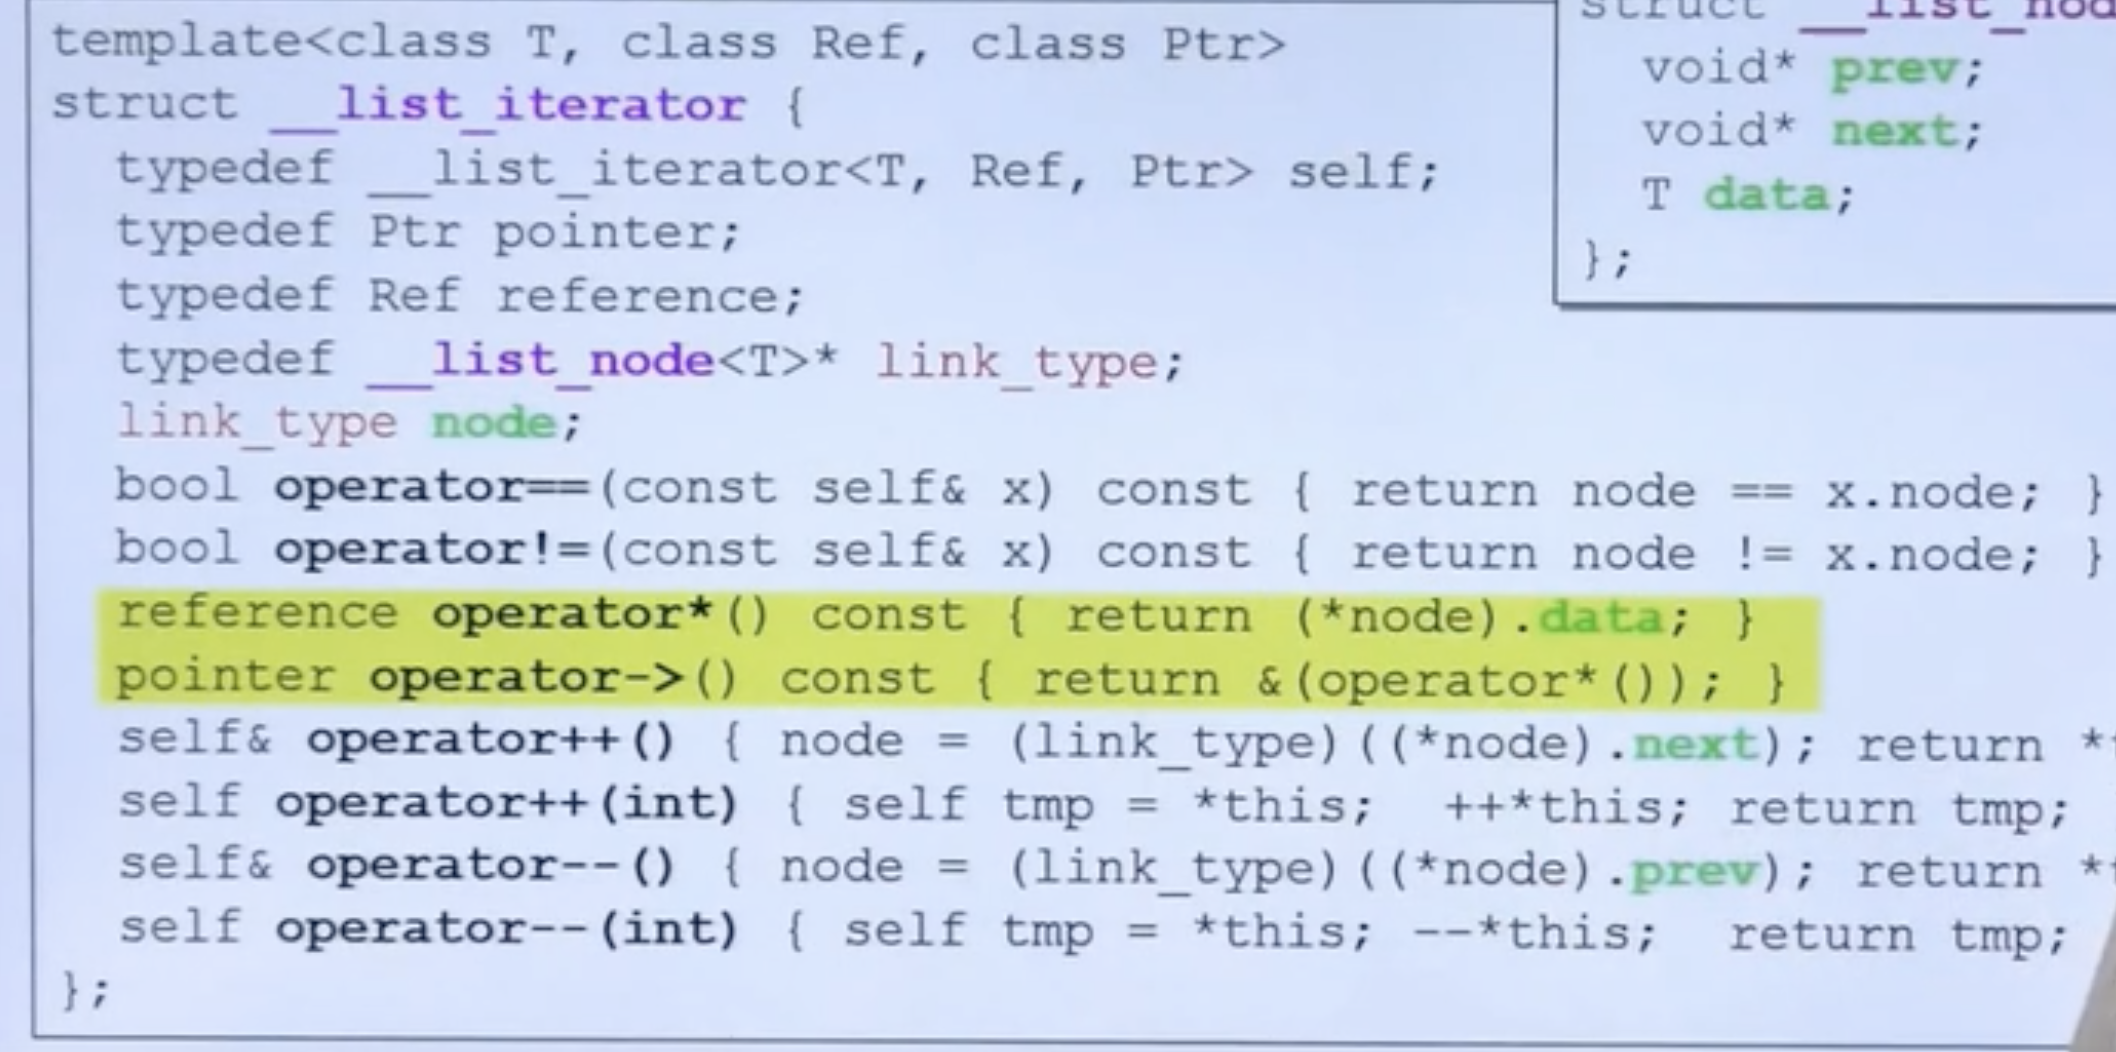 template<class T, class Ref, class Ptr>
struct __list_iterator {
typedef __list_iterator<T, Ref, Ptr> self;
typedef Ptr pointer;
typedef Ref reference;
typedef __list_node<T>* link_type;
link_type node;
bool operator==(const self& x) const { return node == x.node; }
bool operator!=(const self& x) const { return node != x.node; }
reference operator*() const { return (*node).data; }
pointer operator->() const { return &(operator*()); }
self& operator++() { node = (link_type)((*node).next); return *
self operator++(int) { self tmp = *this; ++*this; return tmp;
self& operator--() { node = (link_type)((*node).prev); return *
self operator--(int) { self tmp = *this; --*this; return tmp;
};
struct __list_nod
void* prev;
void* next;
T data;
};